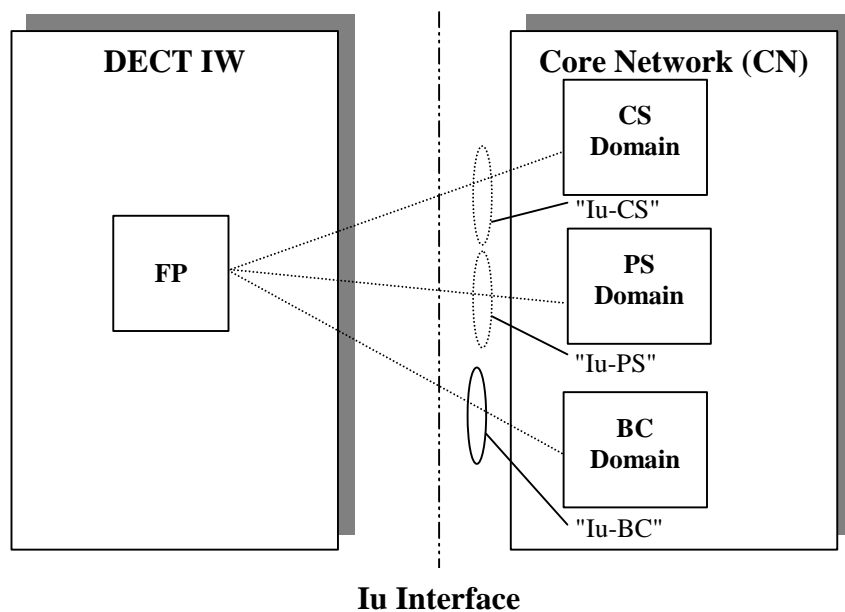 DECT IW
Core Network (CN)
CS
Domain
"Iu-CS"
FP
PS
Domain
"Iu-PS"
BC
Domain
"Iu-BC"
Iu Interface